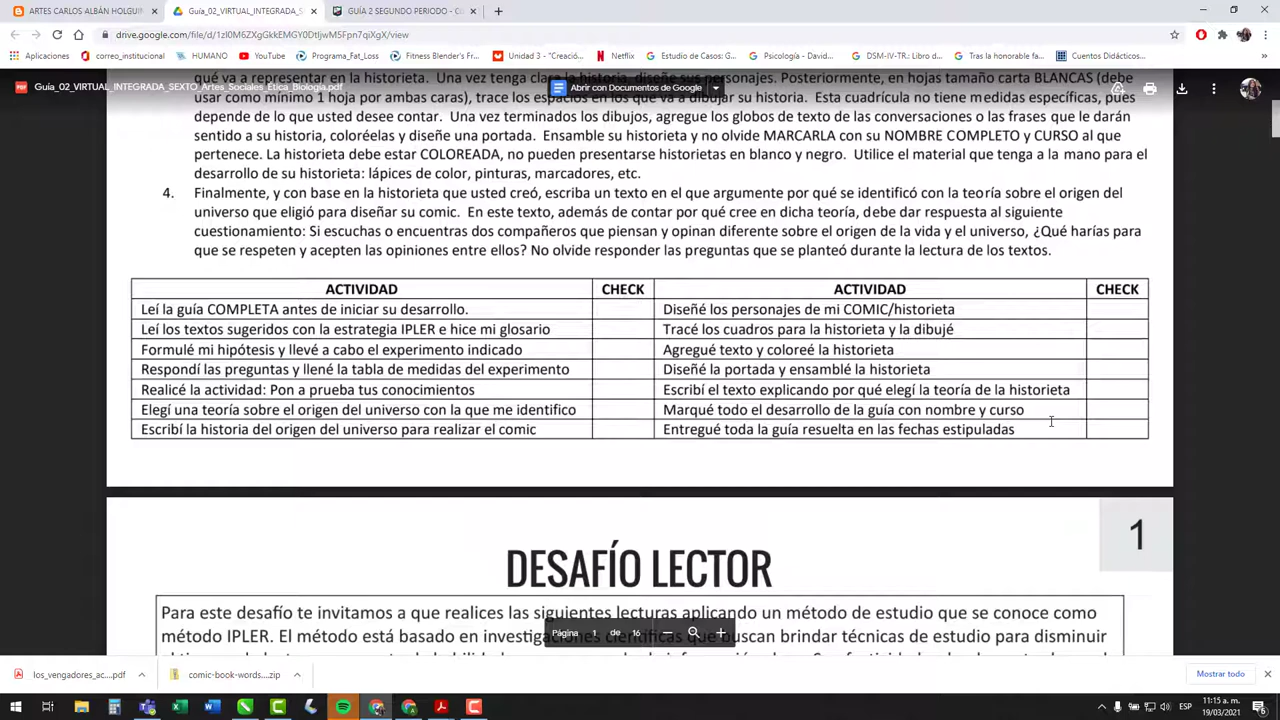 ARTES CARLOS ALBÁN HOLGUIN
Guía_02_VIRTUAL_INTEGRADA_S
GUÍA 2 SEGUNDO PERIODO - CO
drive.google.com/file/d/1zI0M6ZXgGkkEMGY0DtIjwM5Fpn7qiXgX/view
Aplicaciones
correo_institucional
HUMANO
YouTube
Programa_Fat_Loss
Fitness Blender's Fr...
Unidad 3 - "Creació...
Netflix
Estudio de Casos: G...
Psicología - David...
DSM-IV-TR: Libro d...
Tras la honorable fa...
Cuentos Didácticos...
Guía_02_VIRTUAL_INTEGRADA_SEXTO_Artes_Sociales_Etica_Biologia.pdf
Abrir con Documentos de Google
qué va a representar en la historieta. Una vez tenga clara la historia, diseñe sus personajes. Posteriormente, en hojas tamaño carta BLANCAS (debe
usar como mínimo 1 hoja por ambas caras), trace los espacios en los que va a dibujar su historia. Esta cuadrícula no tiene medidas específicas, pues
depende de lo que usted desee contar. Una vez terminados los dibujos, agregue los globos de texto de las conversaciones o las frases que le darán
sentido a su historia, coloréelas y diseñe una portada. Ensamble su historieta y no olvide MARCARLA con su NOMBRE COMPLETO y CURSO al que
pertenece. La historieta debe estar COLOREADA, no pueden presentarse historietas en blanco y negro. Utilice el material que tenga a la mano para el
desarrollo de su historieta: lápices de color, pinturas, marcadores, etc.
4. Finalmente, y con base en la historieta que usted creó, escriba un texto en el que argumente por qué se identificó con la teoría sobre el origen del
universo que eligió para diseñar su comic. En este texto, además de contar por qué cree en dicha teoría, debe dar respuesta al siguiente
cuestionamiento: Si escuchas o encuentras dos compañeros que piensan y opinan diferente sobre el origen de la vida y el universo, ¿Qué harías para
que se respeten y acepten las opiniones entre ellos? No olvide responder las preguntas que se planteó durante la lectura de los textos.
ACTIVIDAD CHECK ACTIVIDAD CHECK
Leí la guía COMPLETA antes de iniciar su desarrollo. Diseñé los personajes de mi COMIC/historieta
Leí los textos sugeridos con la estrategia IPLER e hice mi glosario Tracé los cuadros para la historieta y la dibujé
Formulé mi hipótesis y llevé a cabo el experimento indicado Agregué texto y coloreé la historieta
Respondí las preguntas y llené la tabla de medidas del experimento Diseñé la portada y ensamblé la historieta
Realicé la actividad: Pon a prueba tus conocimientos Escribí el texto explicando por qué elegí la teoría de la historieta
Elegí una teoría sobre el origen del universo con la que me identifico Marqué todo el desarrollo de la guía con nombre y curso
Escribí la historia del origen del universo para realizar el comic Entregué toda la guía resuelta en las fechas estipuladas
1
DESAFÍO LECTOR
Para este desafío te invitamos a que realices las siguientes lecturas aplicando un método de estudio que se conoce como
método IPLER. El método está basado en investigaciones científicas que buscan brindar técnicas de estudio para disminuir
Página 1 de 16
los_vengadores_ac....pdf
comic-book-words....zip
Mostrar todo
ESP
11:15 a.m.
19/03/2021